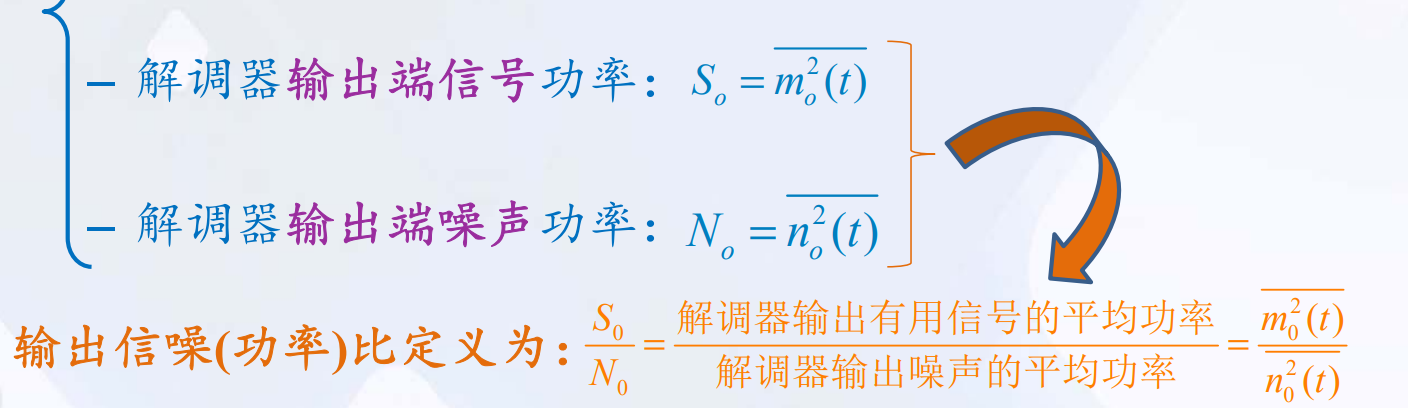 – 解调器输出端信号功率：$S_o = \overline{m_o^2(t)}$
– 解调器输出端噪声功率：$N_o = \overline{n_o^2(t)}$
输出信噪(功率)比定义为：$\frac{S_0}{N_0} = \frac{解调器输出有用信号的平均功率}{解调器输出噪声的平均功率} = \frac{\overline{m_0^2(t)}}{\overline{n_0^2(t)}}$